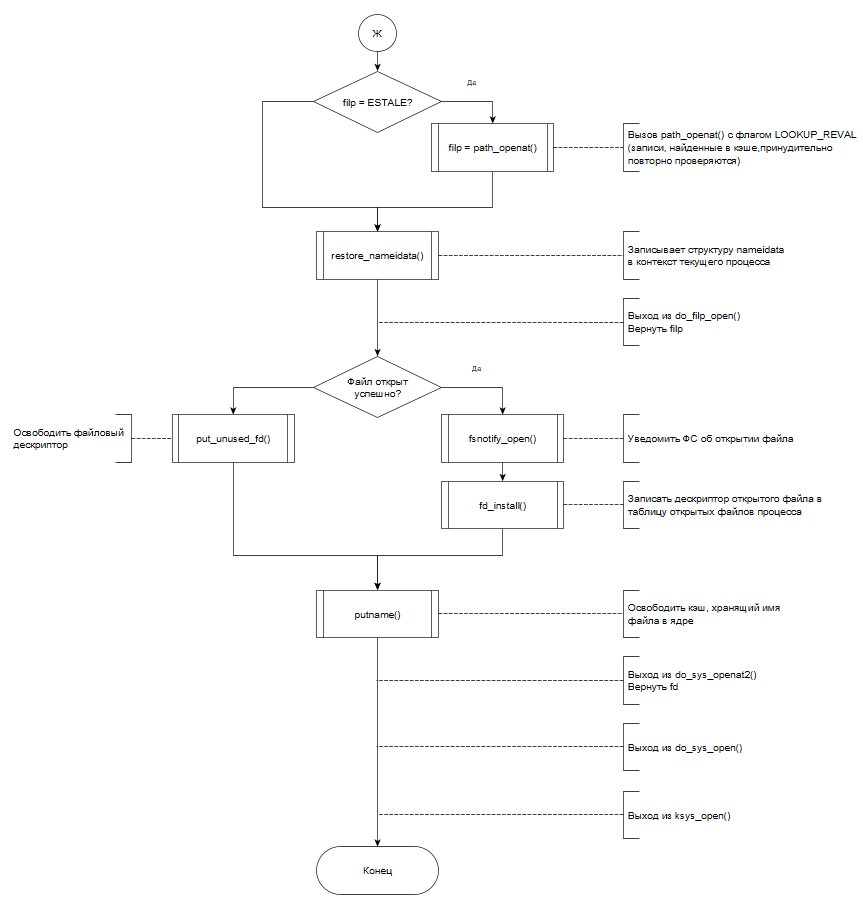 Ж
Да
filp = ESTALE?
filp = path_openat()
Вызов path_openat() с флагом LOOKUP_REVAL
(записи, найденные в кэше,принудительно
повторно проверяются)
restore_nameidata()
Записывает структуру nameidata
в контекст текущего процесса
Выход из do_filp_open()
Вернуть filp
Да
Файл открыт
успешно?
Освободить файловый
дескриптор
put_unused_fd()
fsnotify_open()
Уведомить ФС об открытии файла
fd_install()
Записать дескриптор открытого файла в
таблицу открытых файлов процесса
putname()
Освободить кэш, хранящий имя
файла в ядре
Выход из do_sys_openat2()
Вернуть fd
Выход из do_sys_open()
Выход из ksys_open()
Конец